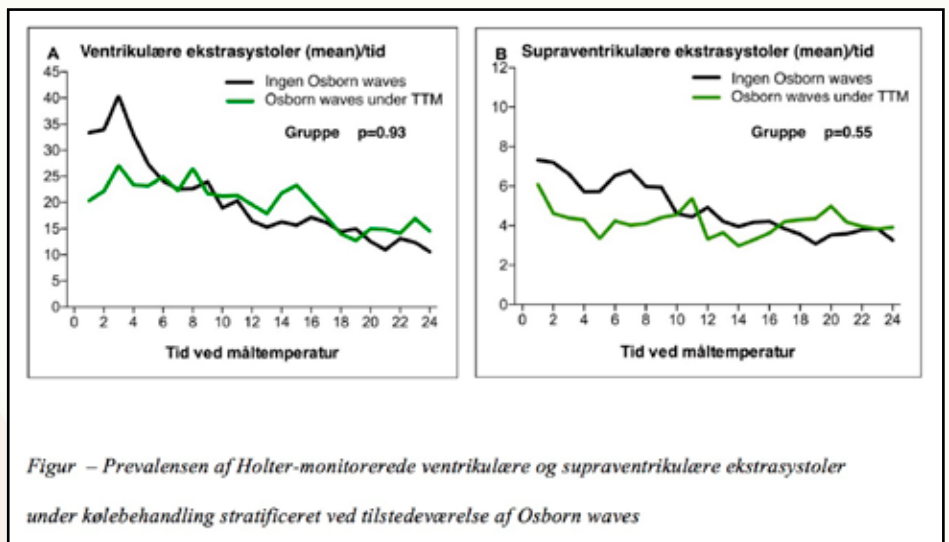 A Ventrikulære ekstrasystoler (mean)/tid
45
40
35
30
25
20
15
10
5
0
Ingen Osborn waves
Osborn waves under TTM
Gruppe p=0.93
0 2 4 6 8 10 12 14 16 18 20 22 24
Tid ved måltemperatur
B Supraventrikulære ekstrasystoler (mean)/tid
12
10
8
6
4
2
0
Ingen Osborn waves
Osborn waves under TTM
Gruppe p=0.55
0 2 4 6 8 10 12 14 16 18 20 22 24
Tid ved måltemperatur
Figur – Prevalensen af Holter-monitorerede ventrikulære og supraventrikulære ekstrasystoler
under kølebehandling stratificeret ved tilstedeværelse af Osborn waves